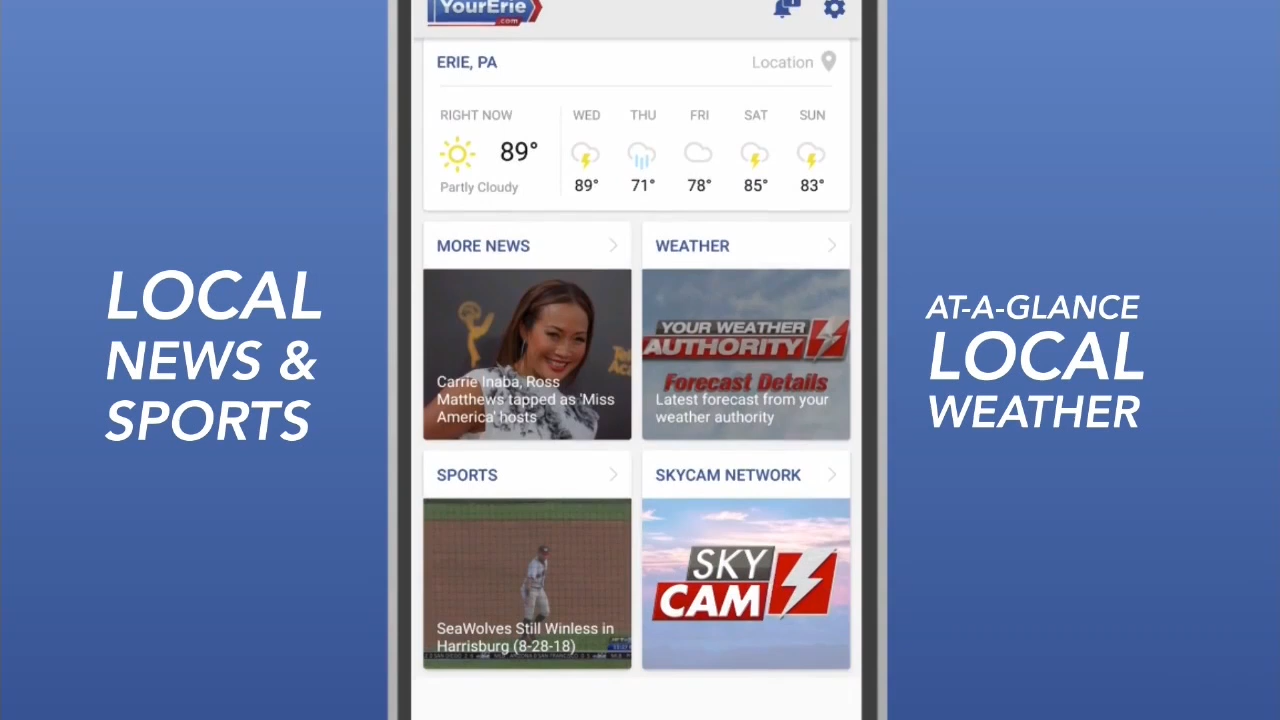 YourErie
.com
ERIE, PA
Location
RIGHT NOW
WED
THU
FRI
SAT
SUN
89°
Partly Cloudy
89°
71°
78°
85°
83°
LOCAL
NEWS &
SPORTS
MORE NEWS
Carrie Inaba, Ross
Matthews tapped as 'Miss
America' hosts
WEATHER
YOUR WEATHER
AUTHORITY
Forecast Details
Latest forecast from your
weather authority
AT-A-GLANCE
LOCAL
WEATHER
SPORTS
SeaWolves Still Winless in
Harrisburg (8-28-18)
SKYCAM NETWORK
SKY
CAM